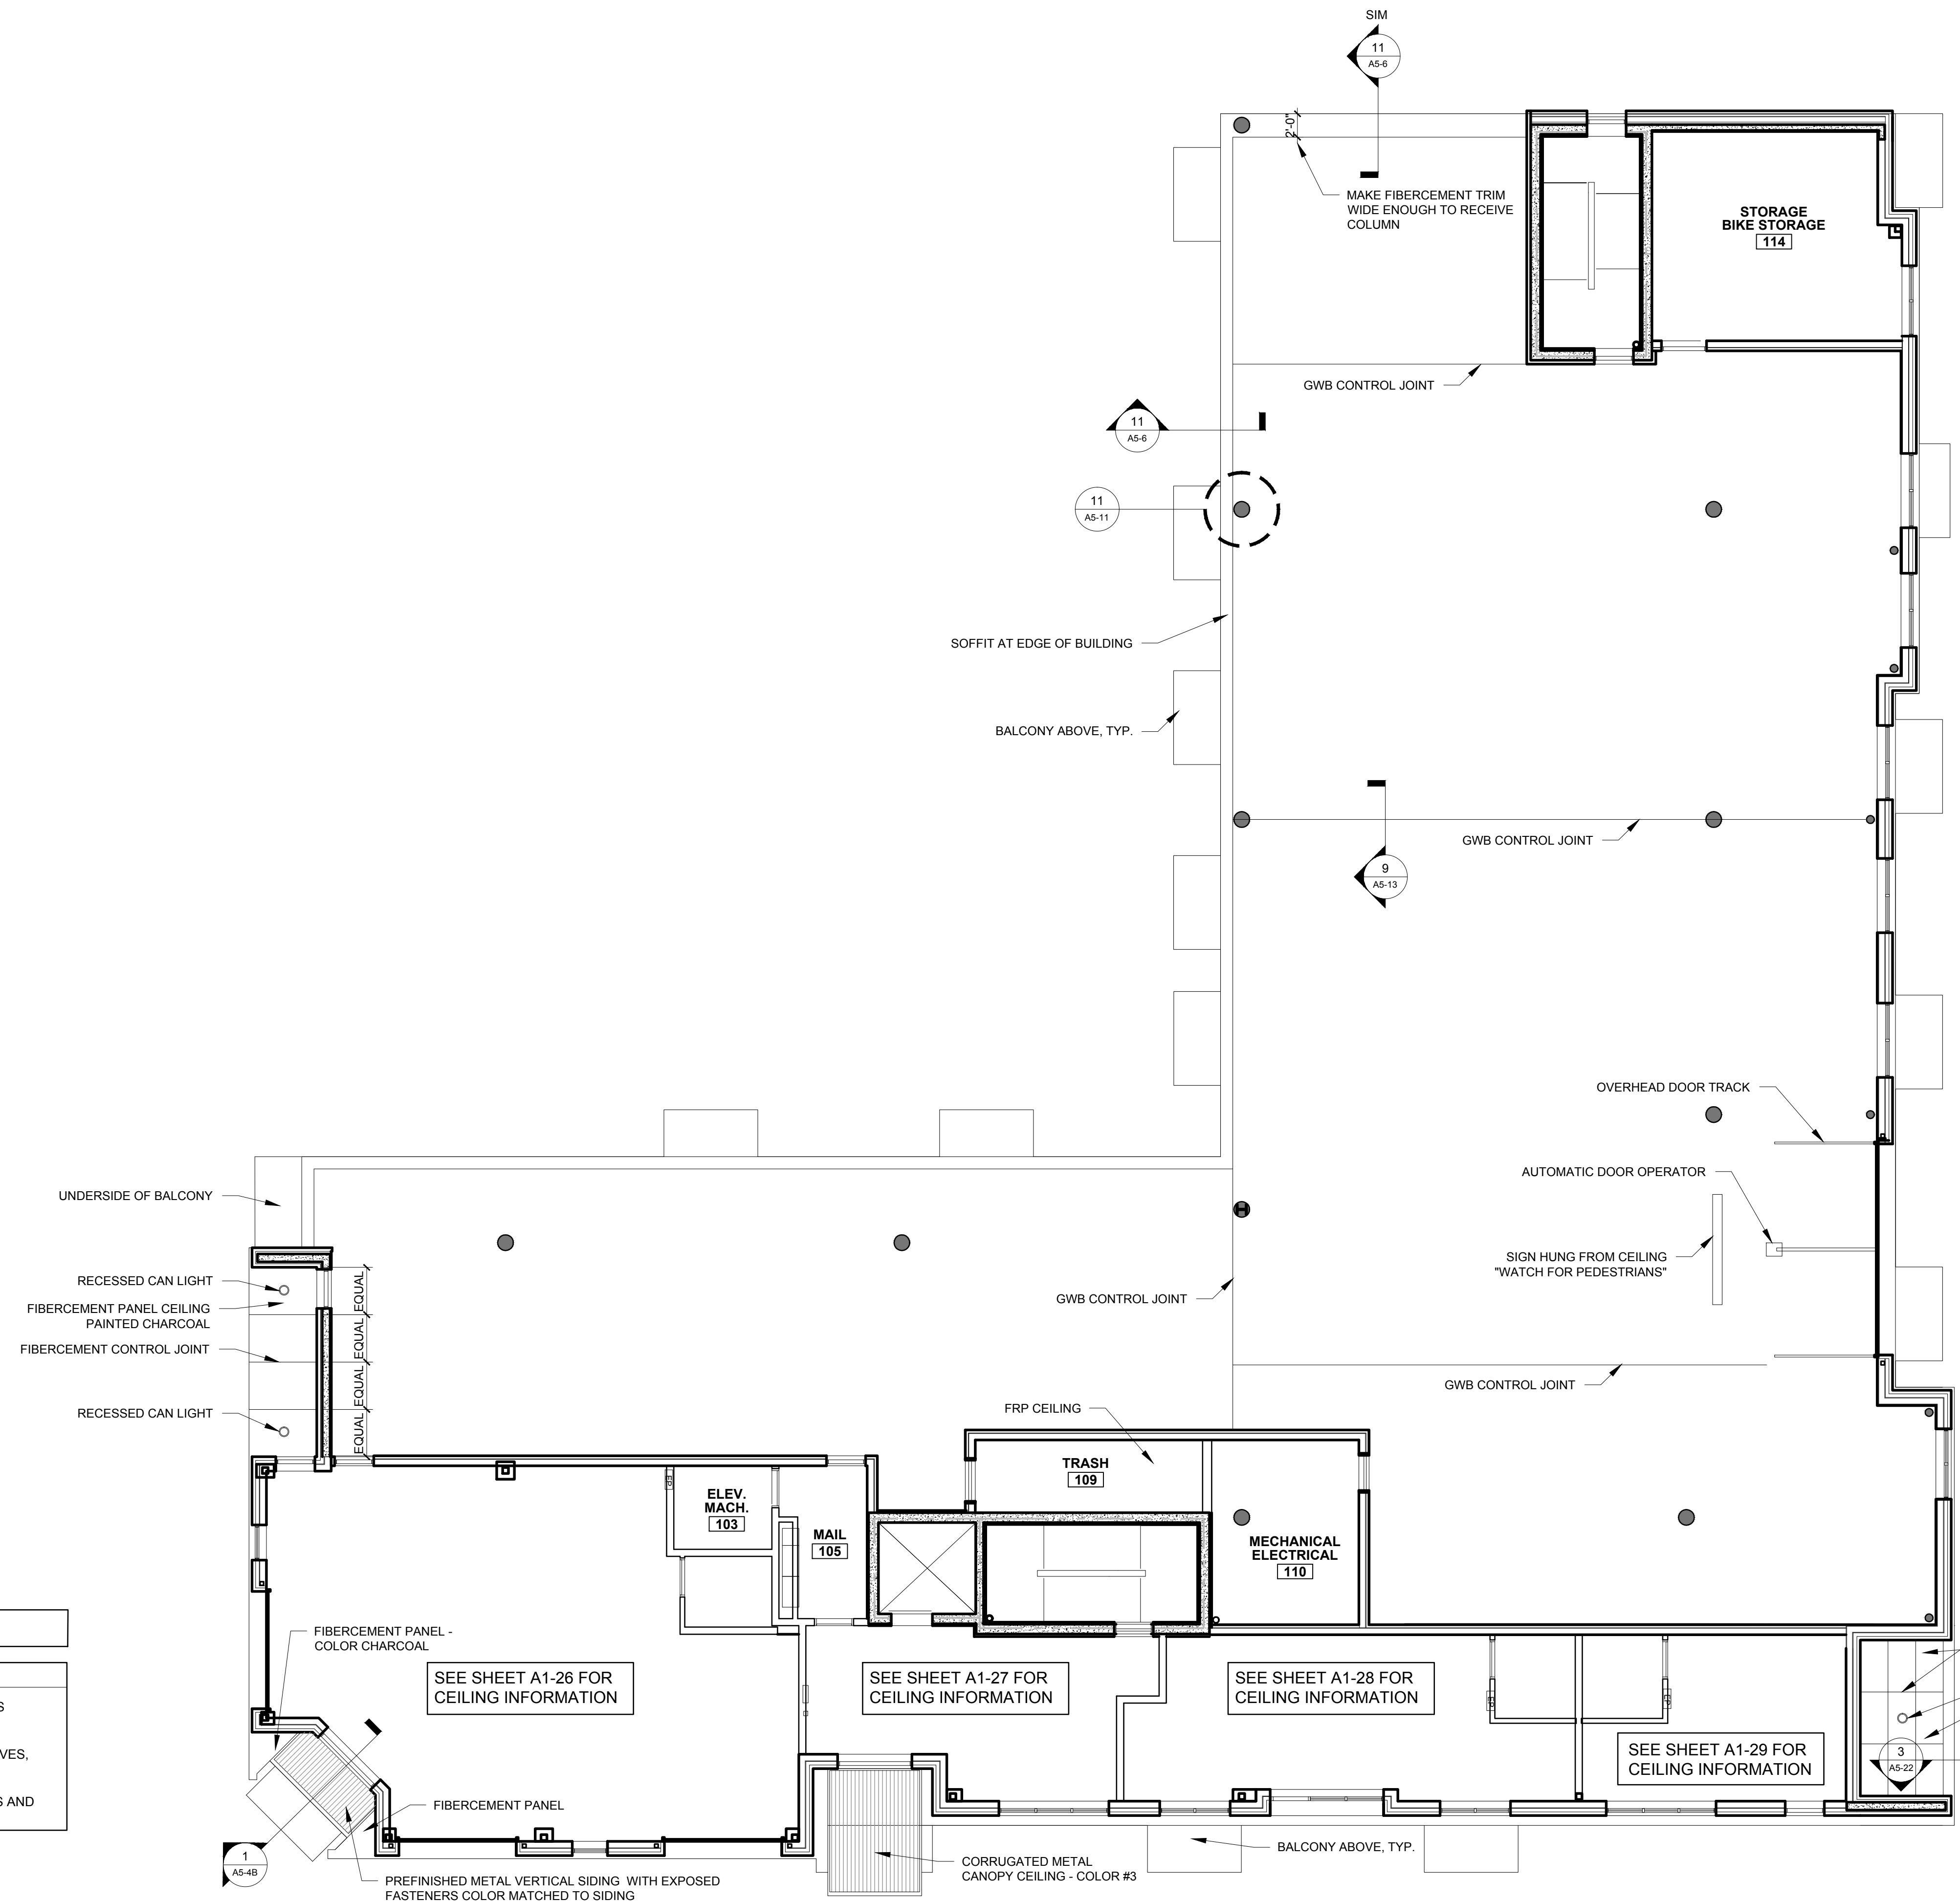 SIM
11
A5-6
2'-0"
MAKE FIBERCEMENT TRIM
WIDE ENOUGH TO RECEIVE
COLUMN
STORAGE
BIKE STORAGE
114
GWB CONTROL JOINT
11
A5-6
11
A5-11
SOFFIT AT EDGE OF BUILDING
BALCONY ABOVE, TYP.
GWB CONTROL JOINT
9
A5-13
OVERHEAD DOOR TRACK
AUTOMATIC DOOR OPERATOR
UNDERSIDE OF BALCONY
SIGN HUNG FROM CEILING
"WATCH FOR PEDESTRIANS"
RECESSED CAN LIGHT
FIBERCEMENT PANEL CEILING
PAINTED CHARCOAL
FIBERCEMENT CONTROL JOINT
RECESSED CAN LIGHT
EQUAL
EQUAL
EQUAL
EQUAL
GWB CONTROL JOINT
GWB CONTROL JOINT
FRP CEILING
TRASH
109
ELEV.
MACH.
103
EP
MAIL
105
MECHANICAL
ELECTRICAL
110
FIBERCEMENT PANEL -
COLOR CHARCOAL
SEE SHEET A1-26 FOR
CEILING INFORMATION
SEE SHEET A1-27 FOR
CEILING INFORMATION
SEE SHEET A1-28 FOR
CEILING INFORMATION
EP
EP
SEE SHEET A1-29 FOR
CEILING INFORMATION
3
A5-22
S
VES,
S AND
FIBERCEMENT PANEL
1
A5-4B
PREFINISHED METAL VERTICAL SIDING WITH EXPOSED
FASTENERS COLOR MATCHED TO SIDING
CORRUGATED METAL
CANOPY CEILING - COLOR #3
BALCONY ABOVE, TYP.